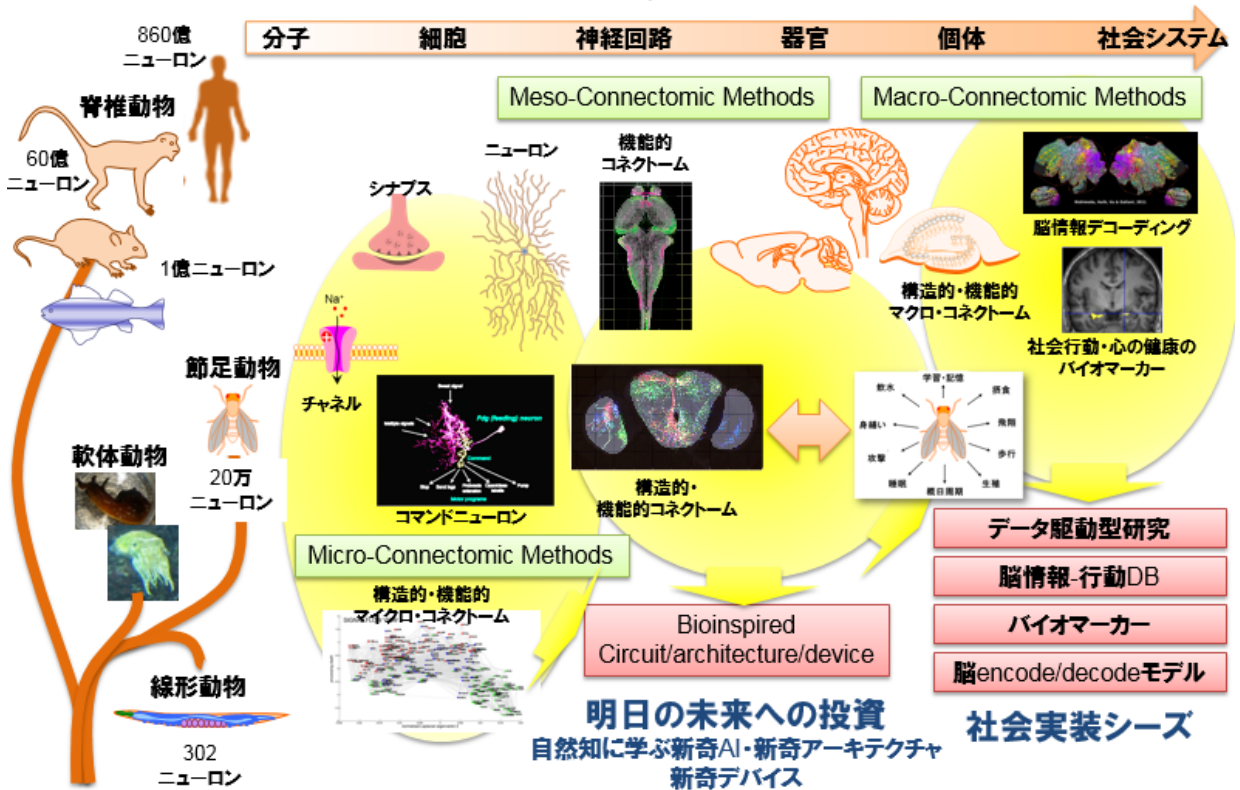 分子 細胞 神経回路 器官 個体 社会システム
860億
ニューロン
脊椎動物
60億
ニューロン
1億ニューロン
節足動物
20万
ニューロン
軟体動物
線形動物
302
ニューロン
Meso-Connectomic Methods
Macro-Connectomic Methods
シナプス
ニューロン
機能的
コネクトーム
Na⁺
チャネル
Multiple signals
Pdg (feeding) neuron
Command
Stop
Pump
Motor programs
コマンドニューロン
構造的・
機能的コネクトーム
脳情報デコーディング
構造的・機能的
マクロ・コネクトーム
社会行動・心の健康の
バイオマーカー
学習・記憶
飲水
摂食
身繕い
飛翔
攻撃
歩行
睡眠
概日周期
生殖
Micro-Connectomic Methods
構造的・機能的
マイクロ・コネクトーム
Bioinspired
Circuit/architecture/device
明日の未来への投資
自然知に学ぶ新奇AI・新奇アーキテクチャ
新奇デバイス
データ駆動型研究
脳情報-行動DB
バイオマーカー
脳encode/decodeモデル
社会実装シーズ